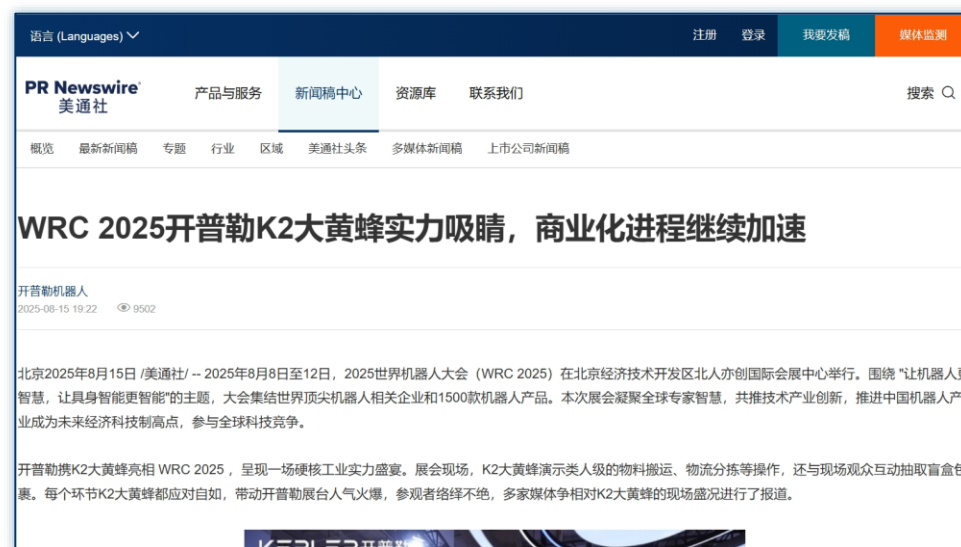 语言 (Languages)
注册 登录 我要发稿 媒体监测
PR Newswire
美通社
产品与服务 新闻稿中心 资源库 联系我们 搜索
概览 最新新闻稿 专题 行业 区域 美通社头条 多媒体新闻稿 上市公司新闻稿
WRC 2025开普勒K2大黄蜂实力吸睛，商业化进程继续加速
开普勒机器人
2025-08-15 19:22 9502
北京2025年8月15日 /美通社/ -- 2025年8月8日至12日，2025世界机器人大会（WRC 2025）在北京经济技术开发区北人亦创国际会展中心举行。围绕 "让机器人更
智慧，让具身智能更智能"的主题，大会集结世界顶尖机器人相关企业和1500款机器人产品。本次展会凝聚全球专家智慧，共推技术产业创新，推进中国机器人产
业成为未来经济科技制高点，参与全球科技竞争。
开普勒携K2大黄蜂亮相 WRC 2025 ，呈现一场硬核工业实力盛宴。展会现场，K2大黄蜂演示类人级的物料搬运、物流分拣等操作，还与现场观众互动抽取盲盒包
裹。每个环节K2大黄蜂都应对自如，带动开普勒展台人气火爆，参观者络绎不绝，多家媒体争相对K2大黄蜂的现场盛况进行了报道。
KEPLER 开普勒